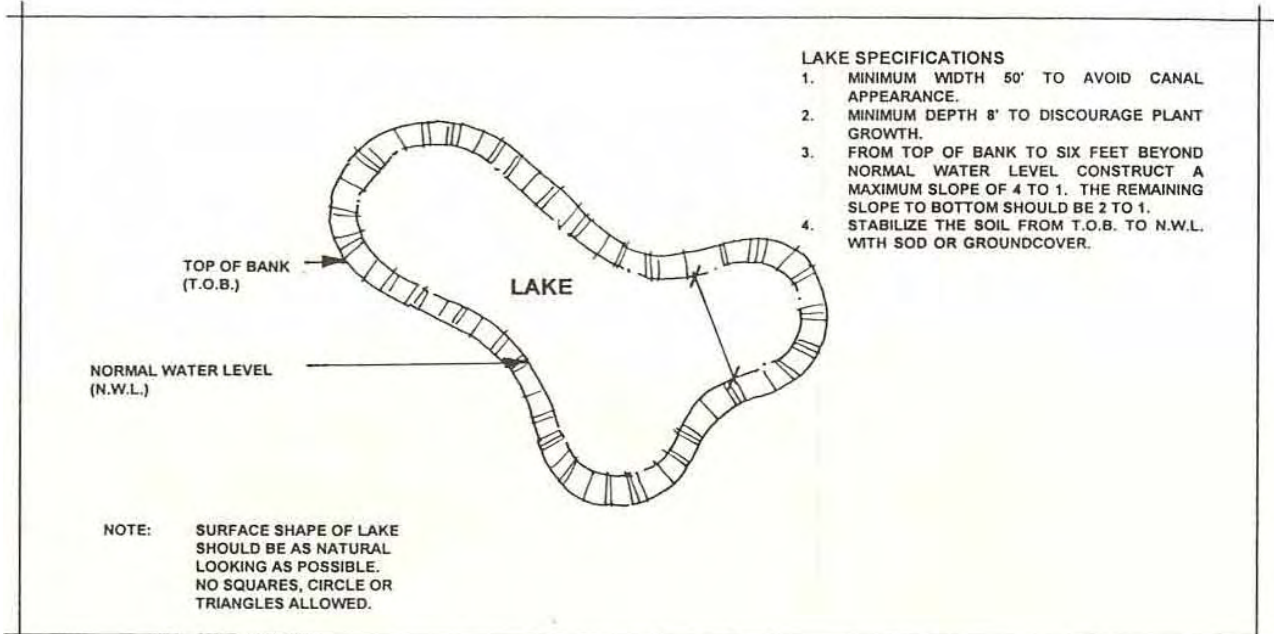 LAKE SPECIFICATIONS
1. MINIMUM WIDTH 50' TO AVOID CANAL
APPEARANCE.
2. MINIMUM DEPTH 8' TO DISCOURAGE PLANT
GROWTH.
3. FROM TOP OF BANK TO SIX FEET BEYOND
NORMAL WATER LEVEL CONSTRUCT A
MAXIMUM SLOPE OF 4 TO 1. THE REMAINING
SLOPE TO BOTTOM SHOULD BE 2 TO 1.
4. STABILIZE THE SOIL FROM T.O.B. TO N.W.L.
WITH SOD OR GROUNDCOVER.
TOP OF BANK
(T.O.B.)
LAKE
NORMAL WATER LEVEL
(N.W.L.)
NOTE: SURFACE SHAPE OF LAKE
SHOULD BE AS NATURAL
LOOKING AS POSSIBLE.
NO SQUARES, CIRCLE OR
TRIANGLES ALLOWED.